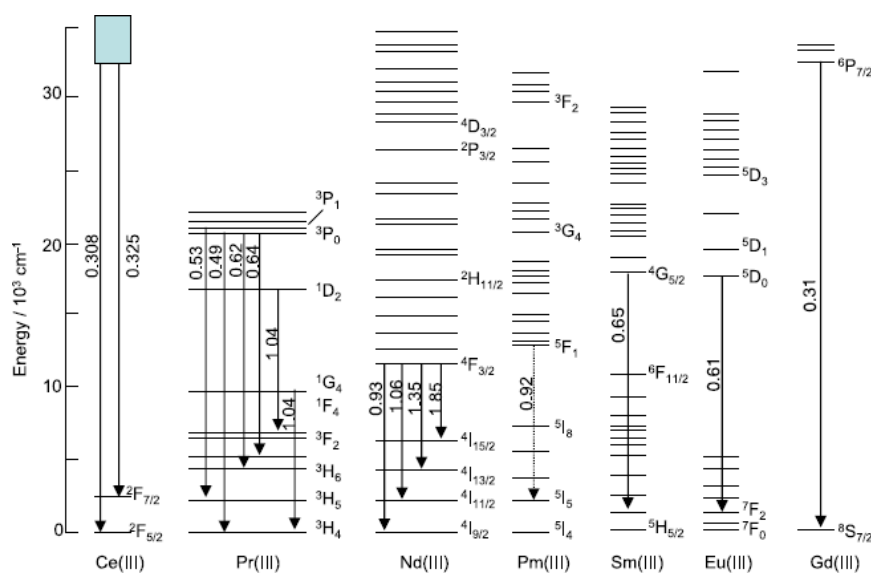 Energy / 10³ cm⁻¹
30
20
10
0
0.308
0.325
²F₇/₂
²F₅/₂
Ce(III)
³P₁
³P₀
0.53
0.49
0.62
0.64
¹D₂
1.04
¹G₄
1.04
¹F₄
³F₂
³H₆
³H₅
³H₄
Pr(III)
⁴D₃/₂
²P₃/₂
²H₁₁/₂
⁴F₃/₂
0.93
1.06
1.35
1.85
⁴I₁₅/₂
⁴I₁₃/₂
⁴I₁₁/₂
⁴I₉/₂
Nd(III)
³F₂
³G₄
⁵F₁
0.92
⁵I₈
⁵I₅
⁵I₄
Pm(III)
⁴G₅/₂
0.65
⁶F₁₁/₂
⁵H₅/₂
Sm(III)
⁵D₃
⁵D₁
⁵D₀
0.61
⁷F₂
⁷F₀
Eu(III)
⁶P₇/₂
0.31
⁸S₇/₂
Gd(III)